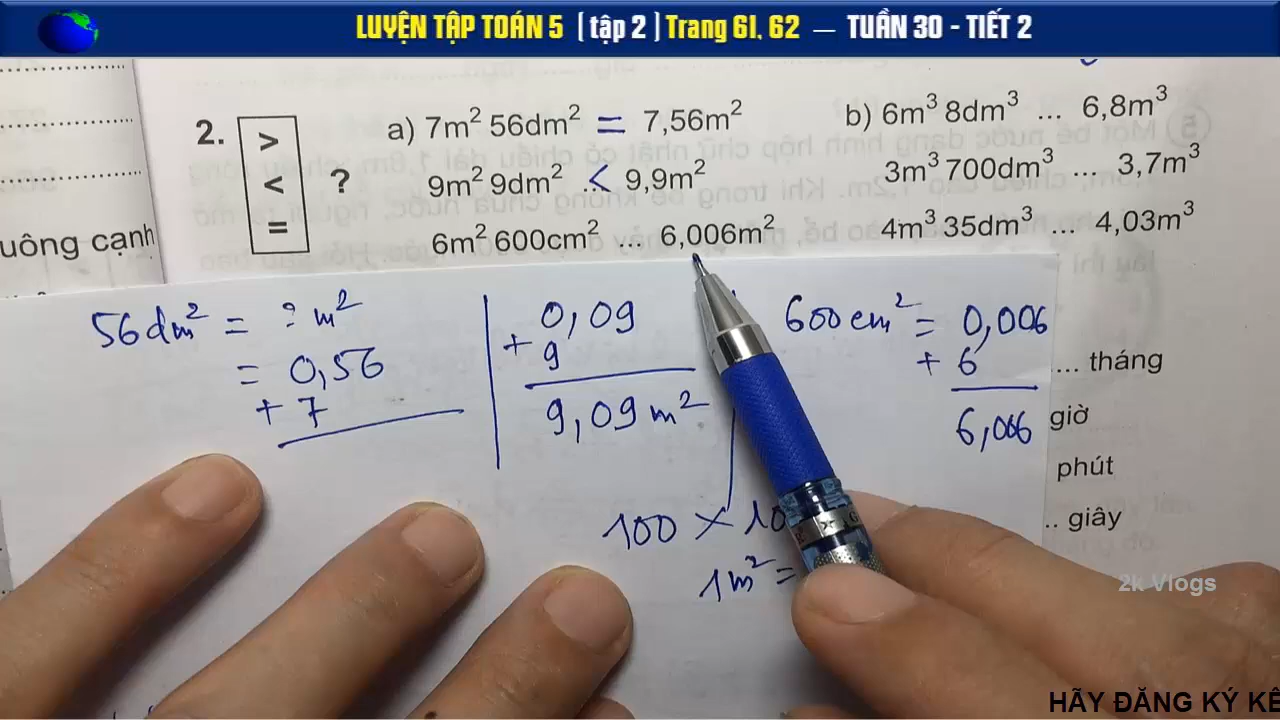 LUYỆN TẬP TOÁN 5 ( tập 2 ) Trang 61, 62 — TUẦN 30 - TIẾT 2
2. > < = ?
a) 7m² 56dm² = 7,56m²
9m² 9dm² ..< 9,9m²
6m² 600cm² ... 6,006m²
b) 6m³ 8dm³ ... 6,8m³
3m³ 700dm³ ... 3,7m³
4m³ 35dm³ ... 4,03m³
uông cạnh
56dm² = ? m²
= 0,56
+ 7
0,09
+ 9
9,09 m²
600cm² = 0,006
+ 6
6,006
100 × 10
1m² =
... tháng
giờ
phút
.. giây
2k Vlogs
HÃY ĐĂNG KÝ KÊ